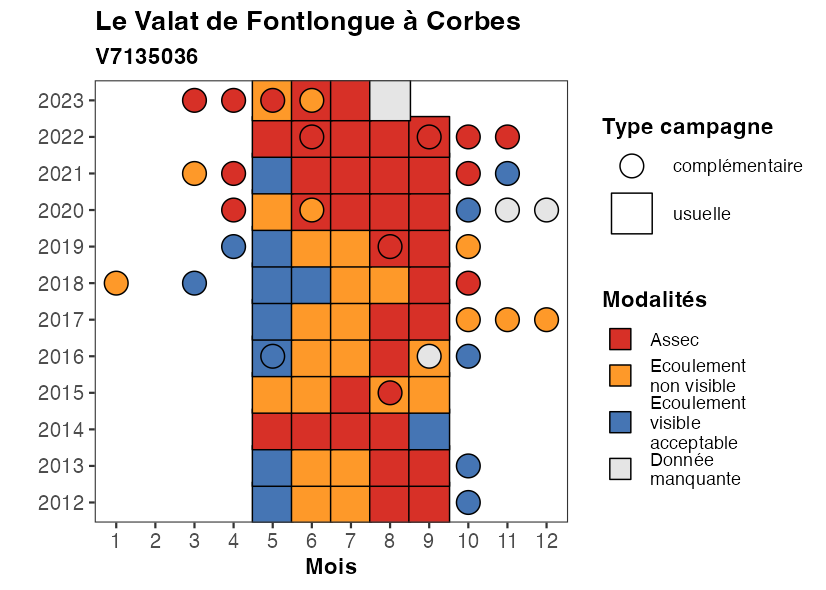 Le Valat de Fontlongue à Corbes
V7135036
2023
2022
2021
2020
2019
2018
2017
2016
2015
2014
2013
2012
1 2 3 4 5 6 7 8 9 10 11 12
Mois
Type campagne
complémentaire
usuelle
Modalités
Assec
Ecoulement
non visible
Ecoulement
visible
acceptable
Donnée
manquante